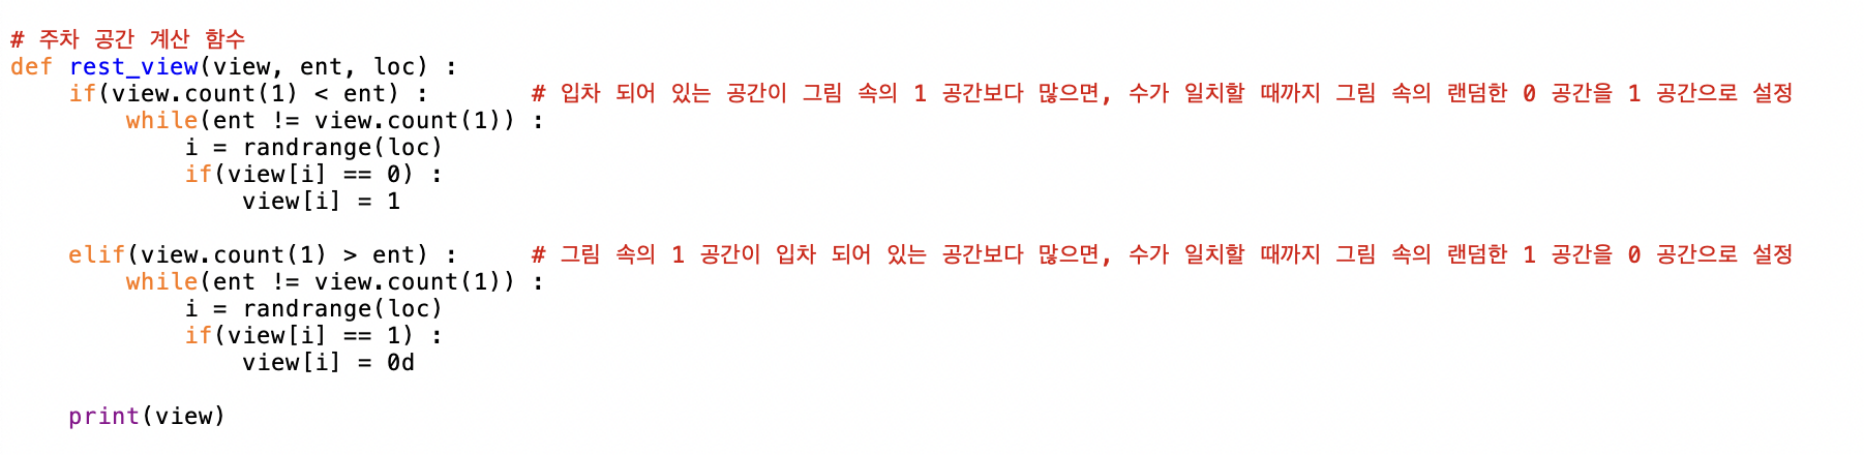 # 주차 공간 계산 함수
def rest_view(view, ent, loc) :
    if(view.count(1) < ent) :       # 입차 되어 있는 공간이 그림 속의 1 공간보다 많으면, 수가 일치할 때까지 그림 속의 랜덤한 0 공간을 1 공간으로 설정
        while(ent != view.count(1)) :
            i = randrange(loc)
            if(view[i] == 0) :
                view[i] = 1
    elif(view.count(1) > ent) :     # 그림 속의 1 공간이 입차 되어 있는 공간보다 많으면, 수가 일치할 때까지 그림 속의 랜덤한 1 공간을 0 공간으로 설정
        while(ent != view.count(1)) :
            i = randrange(loc)
            if(view[i] == 1) :
                view[i] = 0d
    print(view)